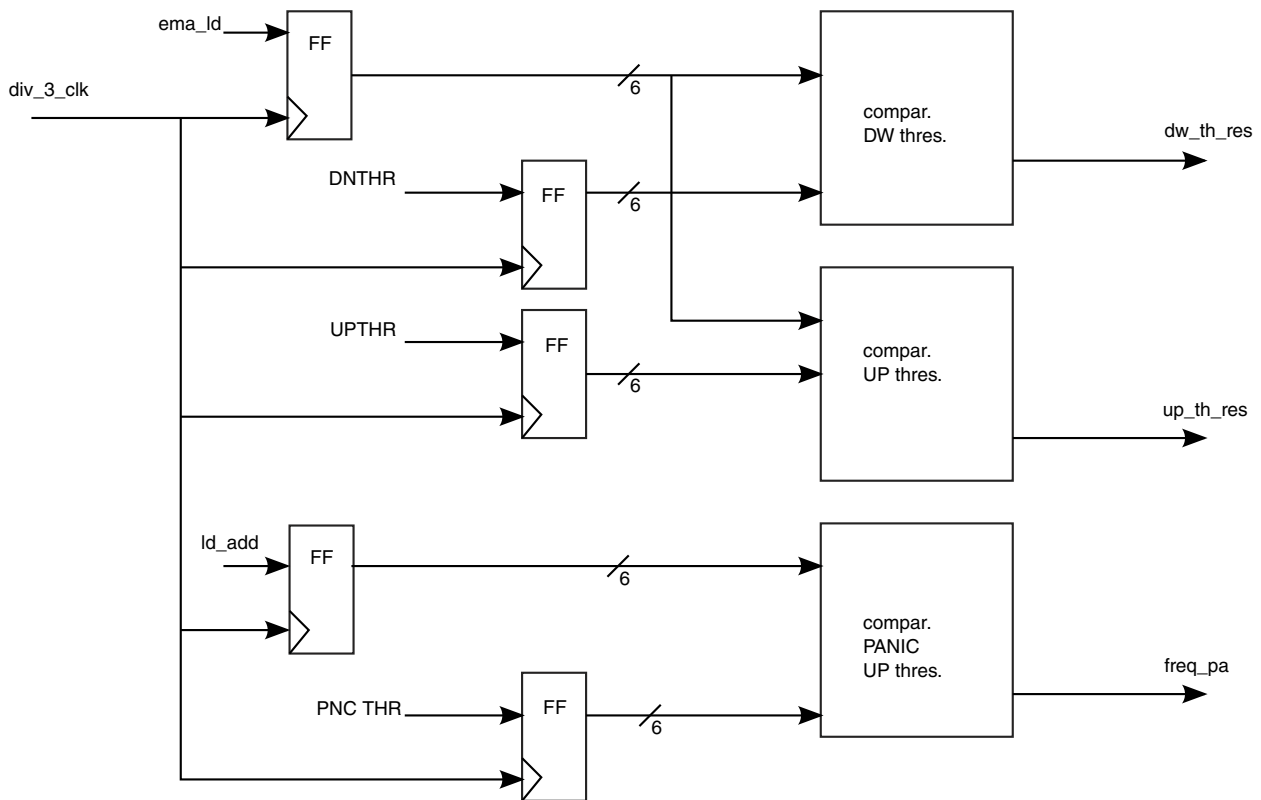 ema_ld
FF
div_3_clk
6
compar.
DW thres.
dw_th_res
DNTHR
FF
6
UPTHR
FF
6
compar.
UP thres.
up_th_res
ld_add
FF
6
compar.
PANIC
UP thres.
freq_pa
PNC THR
FF
6